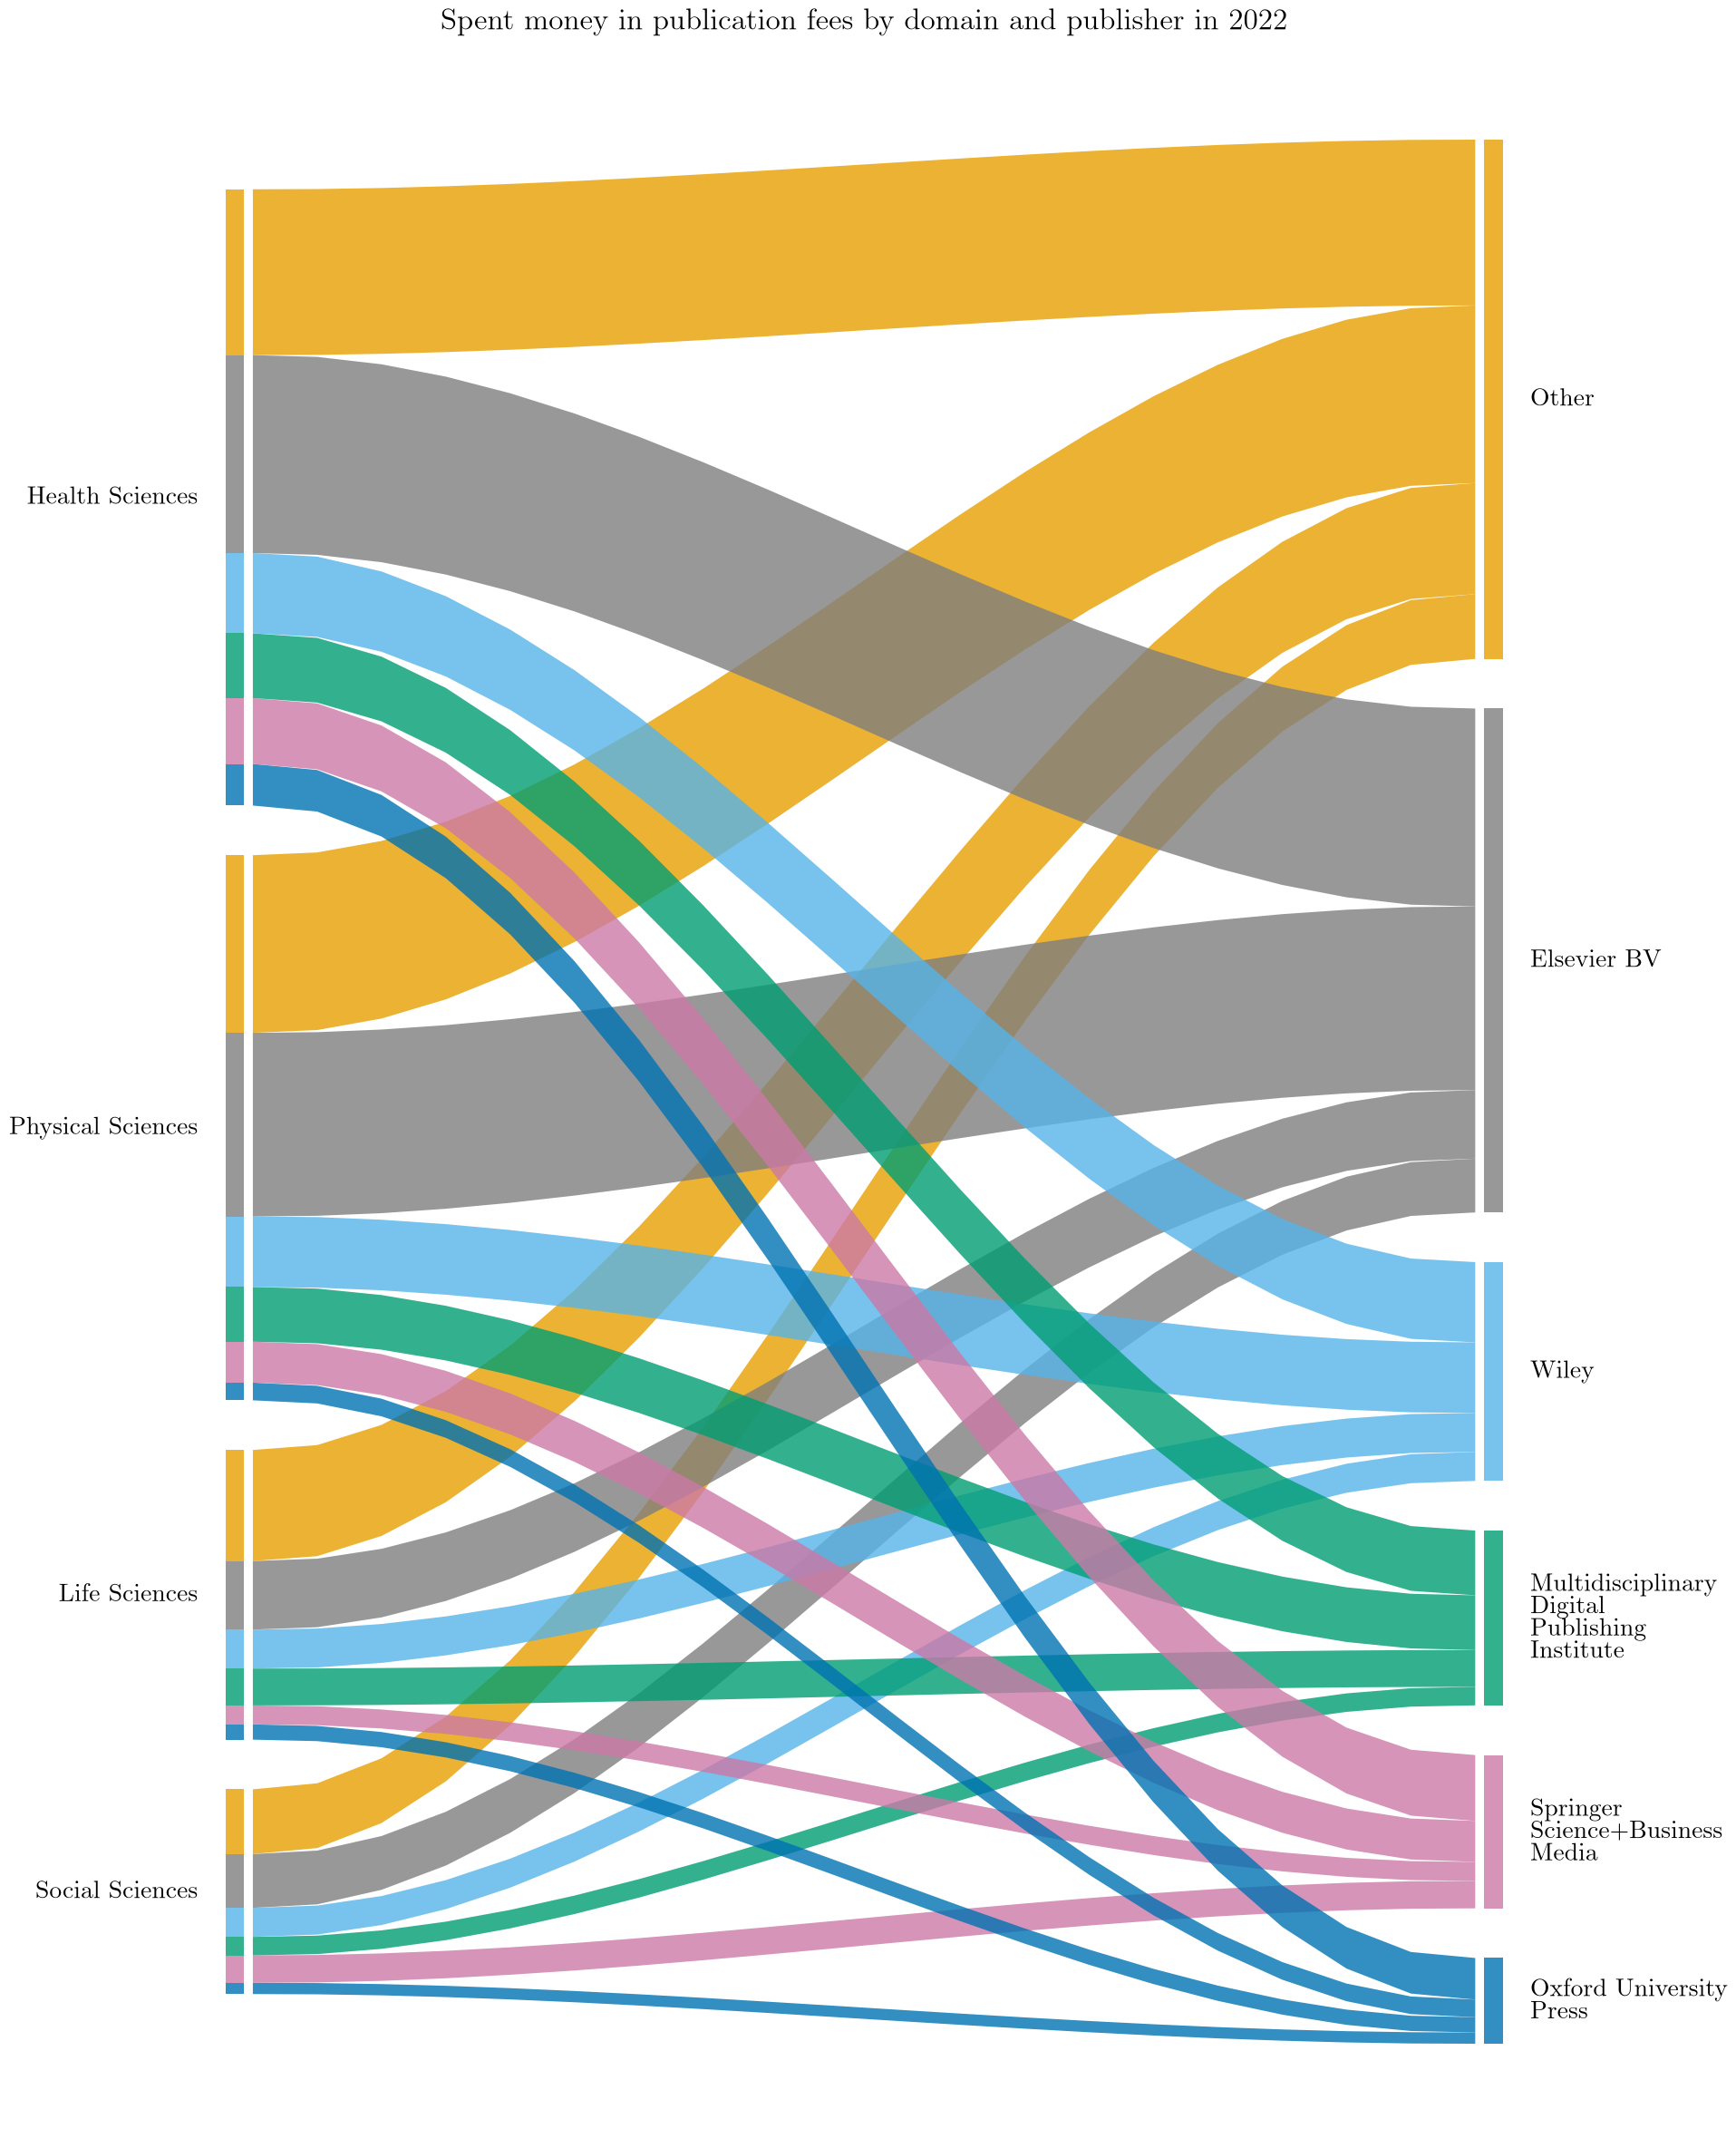 Spent money in publication fees by domain and publisher in 2022
Other
Health Sciences
Elsevier BV
Physical Sciences
Wiley
Multidisciplinary
Digital
Publishing
Institute
Life Sciences
Springer
Science+Business
Media
Social Sciences
Oxford University
Press